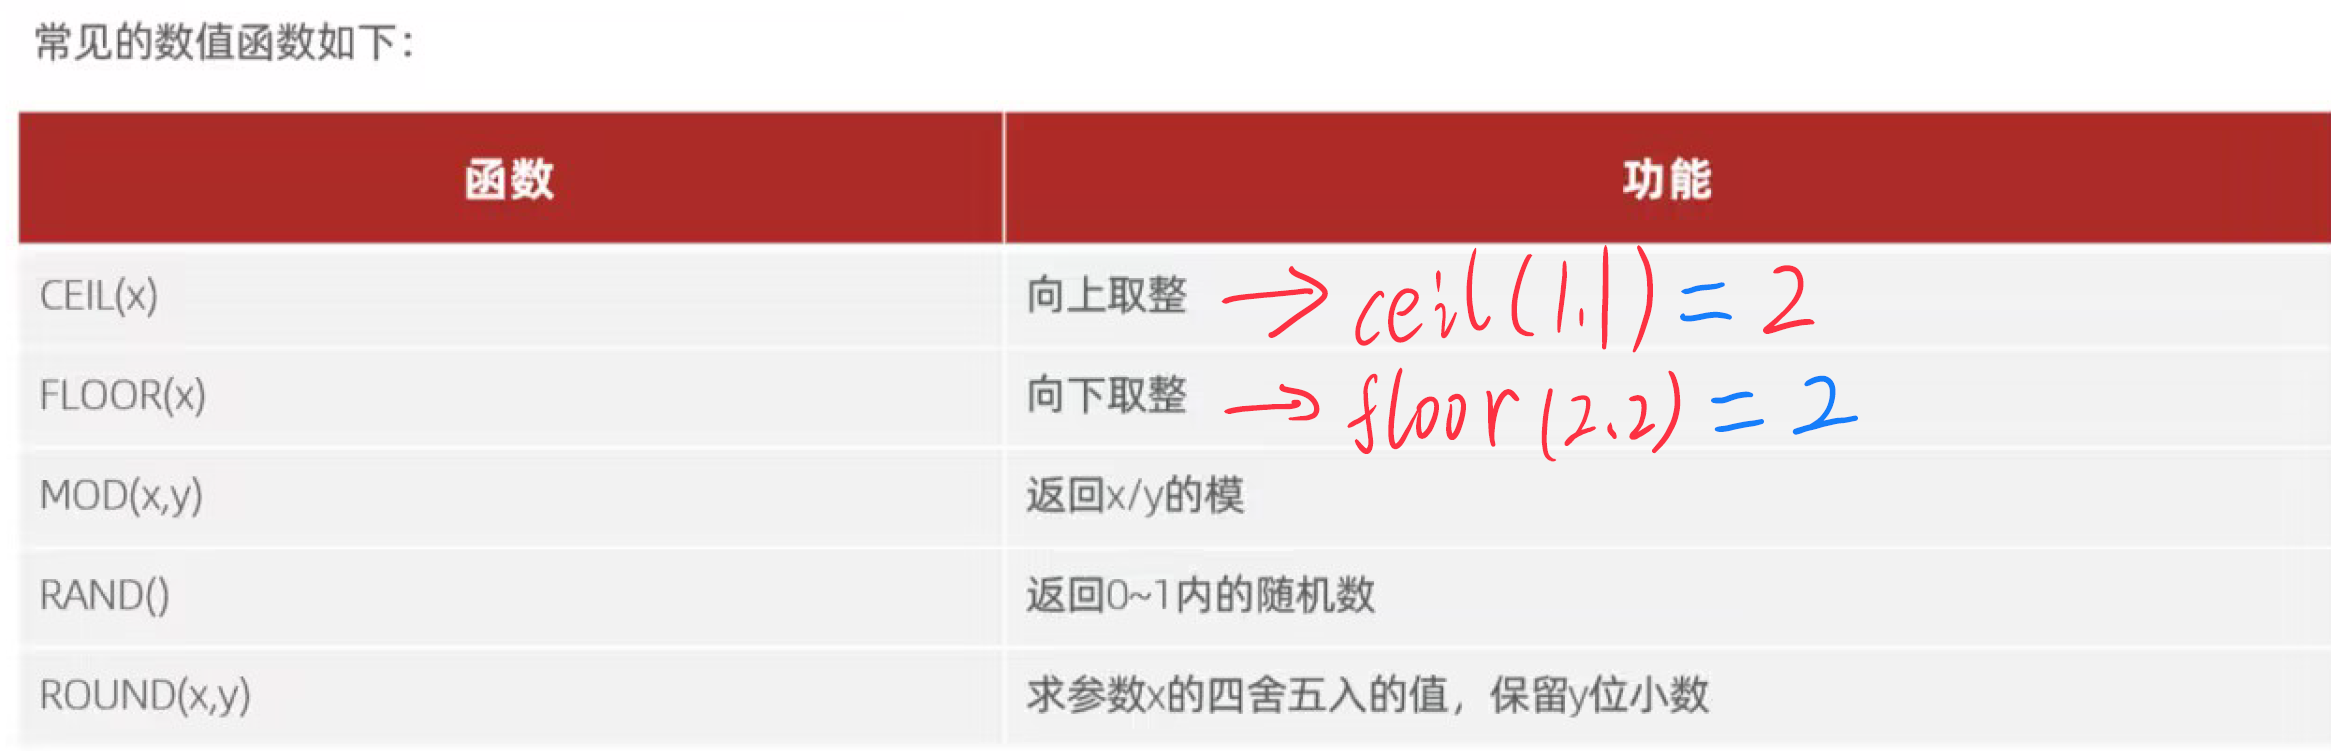 常见的数值函数如下：
函数 功能
CEIL(x) 向上取整 → ceil(1.1) = 2
FLOOR(x) 向下取整 → floor(2.2) = 2
MOD(x,y) 返回x/y的模
RAND() 返回0~1内的随机数
ROUND(x,y) 求参数x的四舍五入的值，保留y位小数